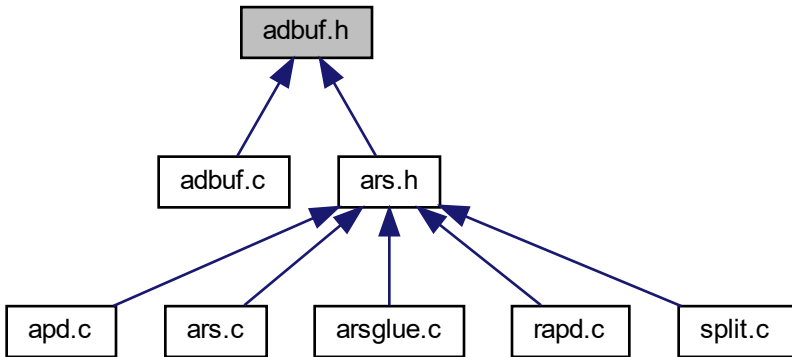 adbuf.h
adbuf.c
ars.h
apd.c
ars.c
arsglue.c
rapd.c
split.c